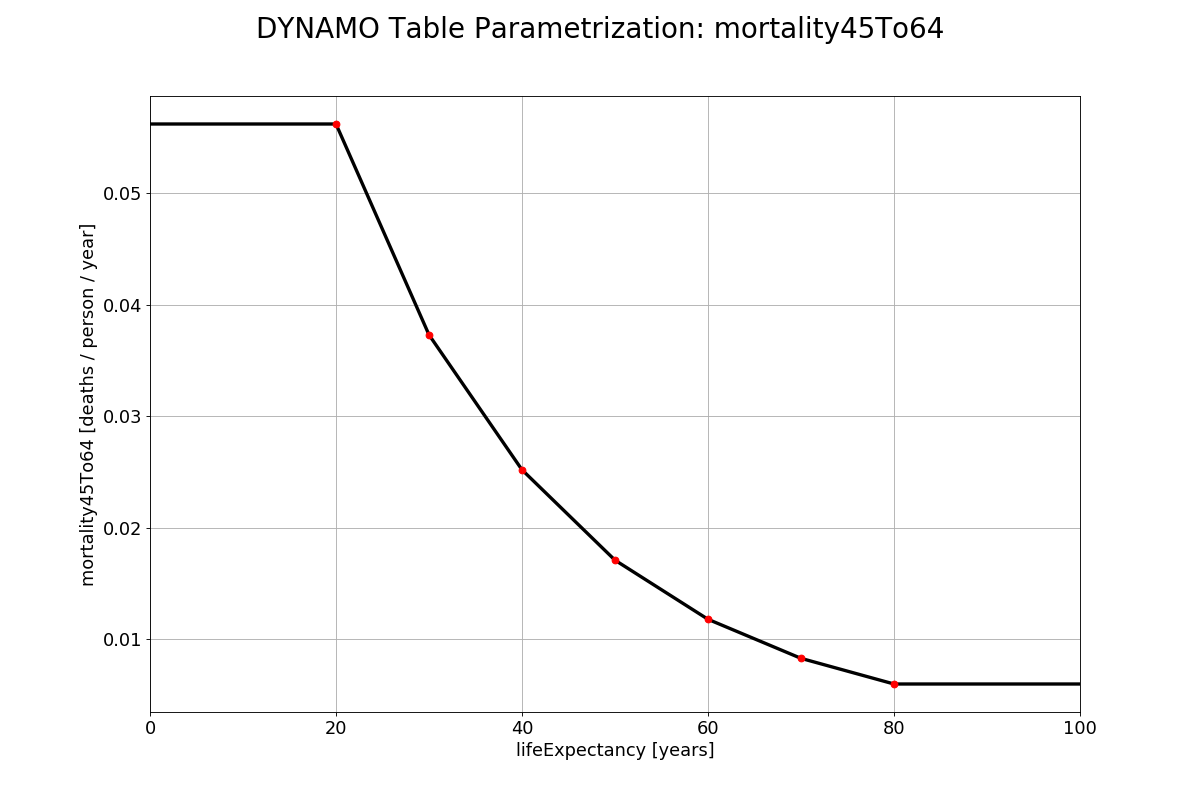 DYNAMO Table Parametrization: mortality45To64
mortality45To64 [deaths / person / year]
0.05
0.04
0.03
0.02
0.01
0 20 40 60 80 100
lifeExpectancy [years]